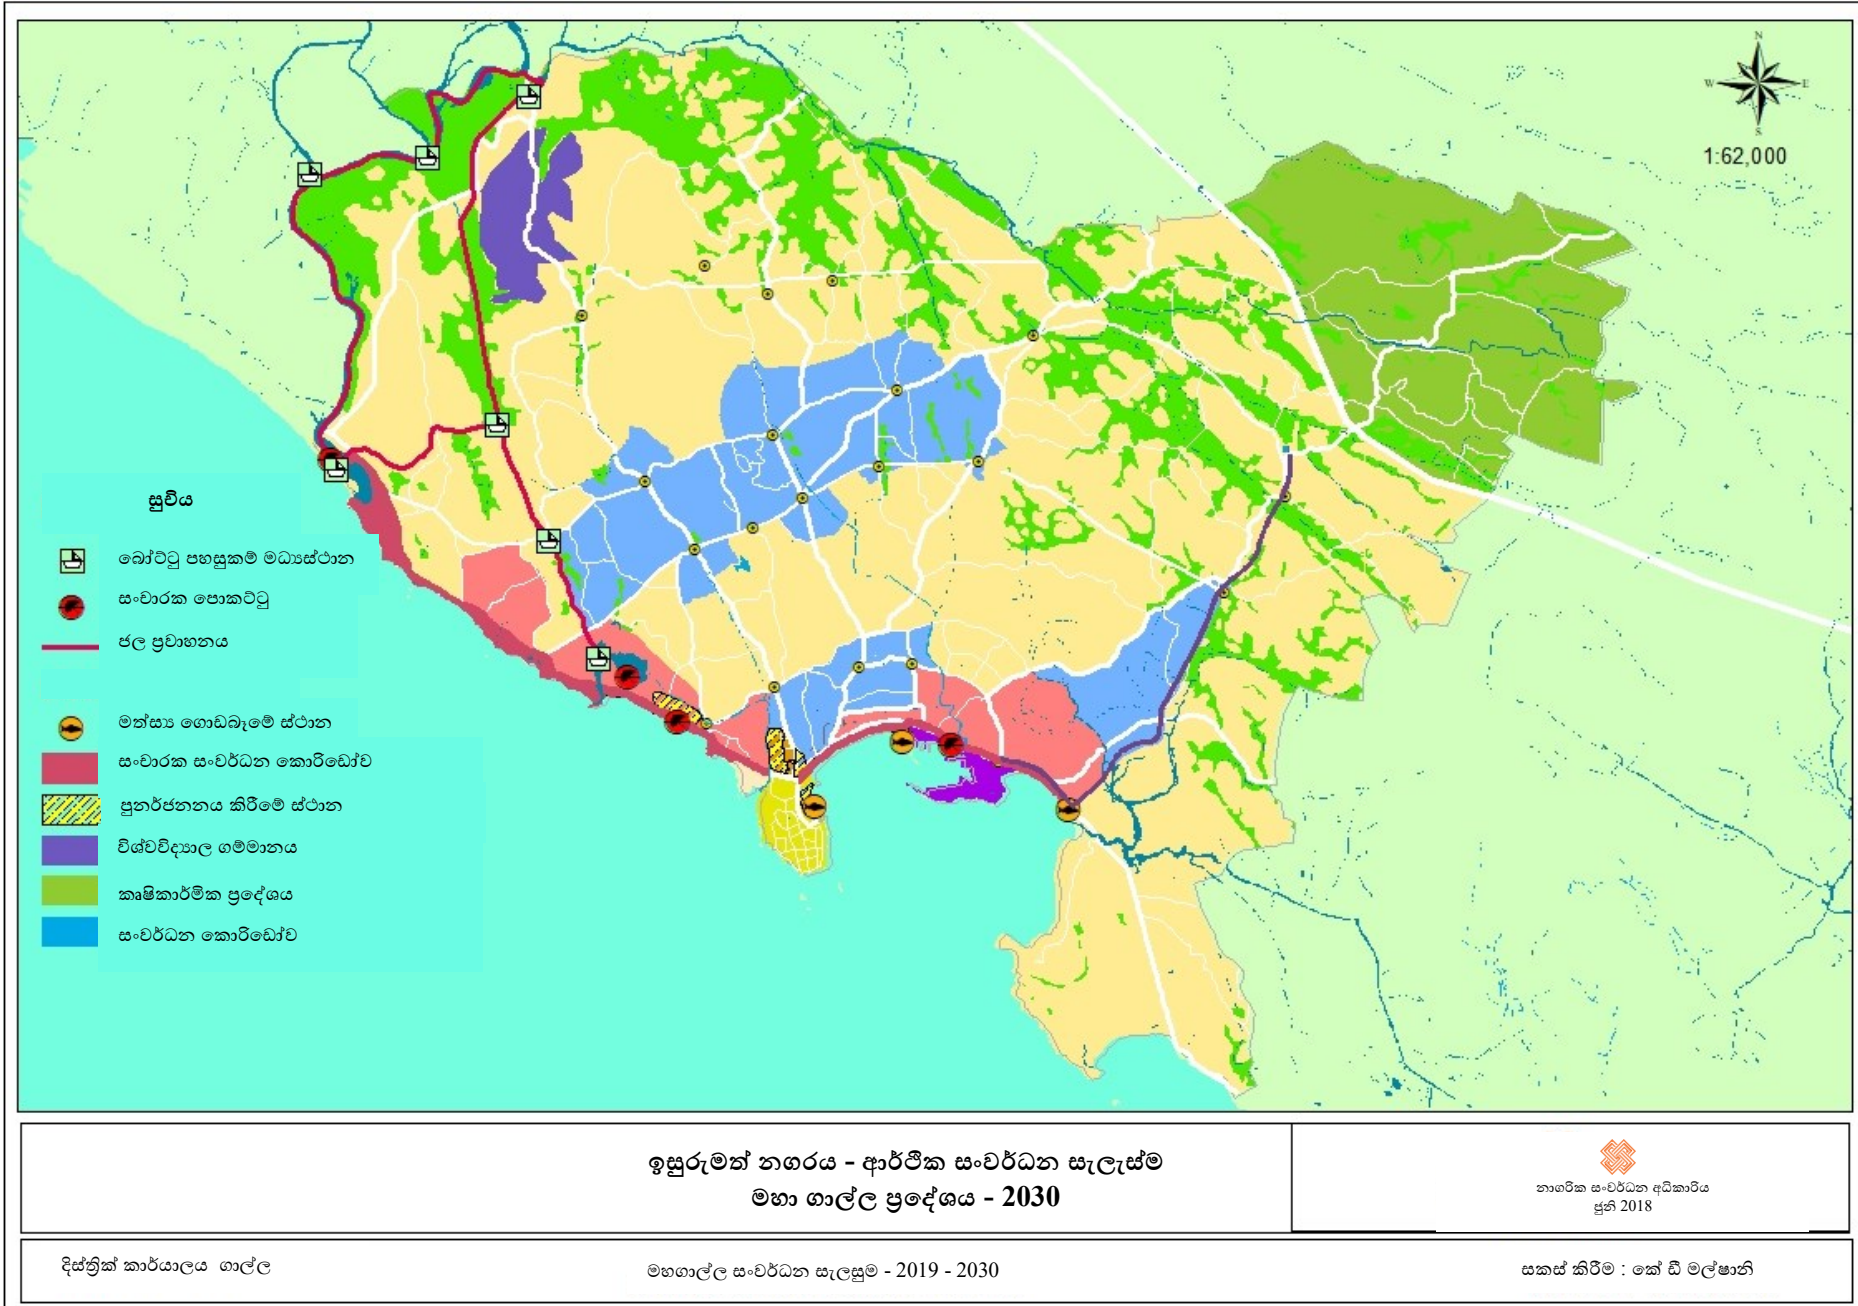 N
W E
S
1:62,000
සූචිය
බෝට්ටු පහසුකම් මධ්‍යස්ථාන
සංචාරක පොකට්ටු
ජල ප්‍රවාහනය
මත්ස්‍ය ගොඩබෑමේ ස්ථාන
සංචාරක සංවර්ධන කොරිඩෝව
පුනර්ජනනය කිරීමේ ස්ථාන
විශ්වවිද්‍යාල ගම්මානය
කෘෂිකාර්මික ප්‍රදේශය
සංවර්ධන කොරිඩෝව
ඉසුරුමත් නගරය - ආර්ථික සංවර්ධන සැලැස්ම
මහා ගාල්ල ප්‍රදේශය - 2030
නාගරික සංවර්ධන අධිකාරිය
ජුනි 2018
දිස්ත්‍රික් කාර්යාලය ගාල්ල
මහගාල්ල සංවර්ධන සැලසුම - 2019 - 2030
සකස් කිරීම : කේ ඩී මල්ෂානි